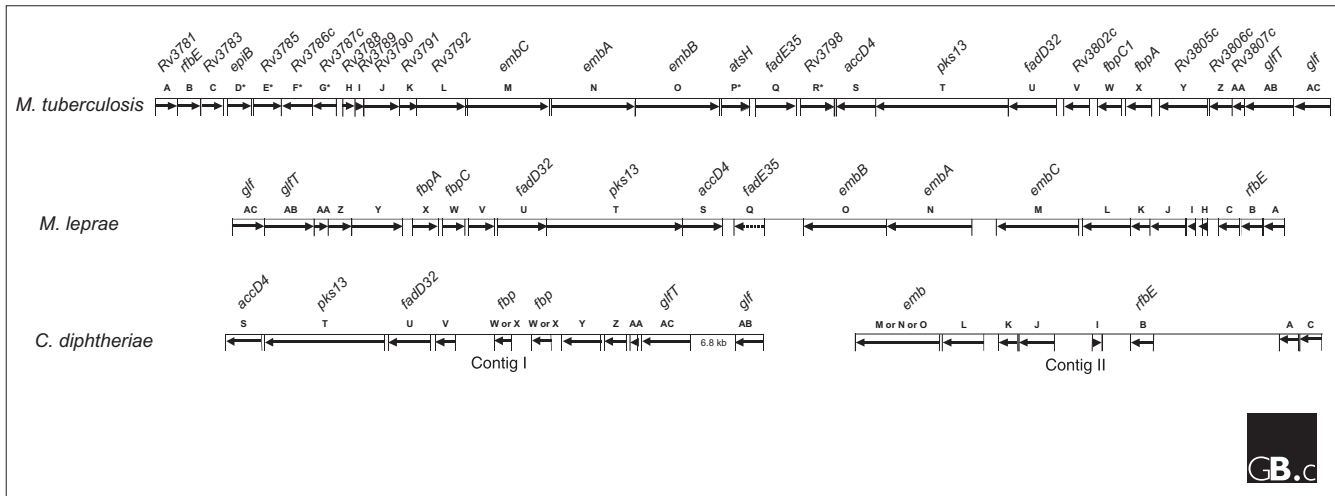 Rv3781 rfbE Rv3783 epiB Rv3785 Rv3786c Rv3787c Rv3788 Rv3789 Rv3790 Rv3791 Rv3792 embC embA embB atsH fadE35 Rv3798 accD4 pks13 fadD32 Rv3802c fbpC1 fbpA Rv3805c Rv3806c Rv3807c glfT glf
A B C D* E* F* G* H I J K L M N O P* Q R* S T U V W X Y Z AA AB AC
M. tuberculosis
glf glfT fbpA fbpC fadD32 pks13 accD4 fadE35 embB embA embC rfbE
AC AB AA Z Y X W V U T S Q O N M L K J I H C B A
M. leprae
accD4 pks13 fadD32 fbp fbp glfT glf emb rfbE
S T U V W or X W or X Y Z AA AC AB M or N or O L K J I B A C
C. diphtheriae
6.8 kb
Contig I Contig II
GB.c